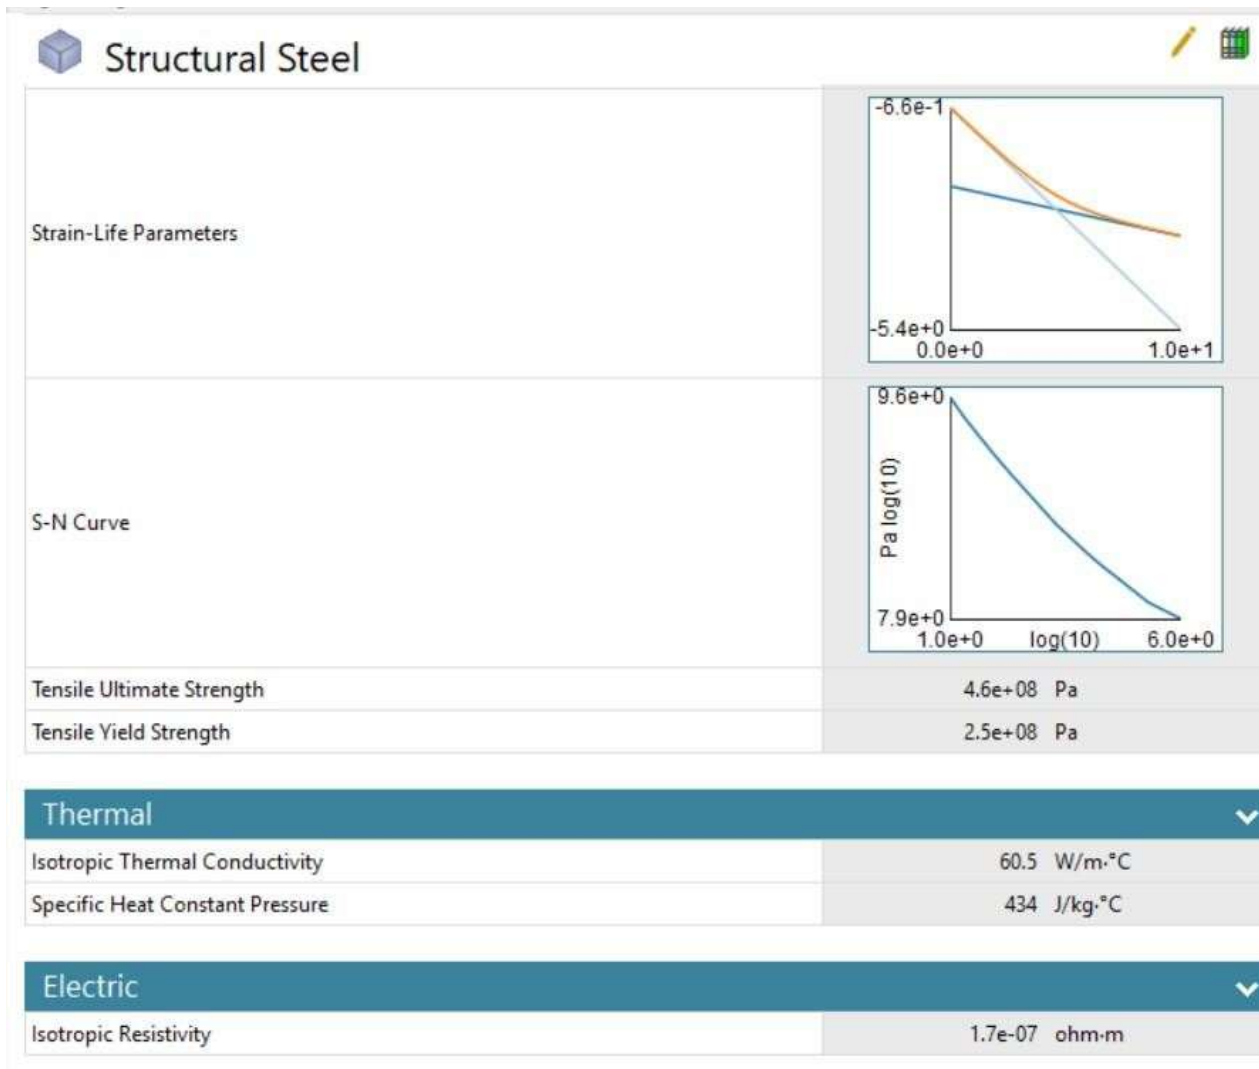 Structural Steel
Strain-Life Parameters
-6.6e-1
-5.4e+0
0.0e+0 1.0e+1
S-N Curve
9.6e+0
Pa log(10)
7.9e+0
1.0e+0 log(10) 6.0e+0
Tensile Ultimate Strength 4.6e+08 Pa
Tensile Yield Strength 2.5e+08 Pa
Thermal
Isotropic Thermal Conductivity 60.5 W/m·°C
Specific Heat Constant Pressure 434 J/kg·°C
Electric
Isotropic Resistivity 1.7e-07 ohm·m